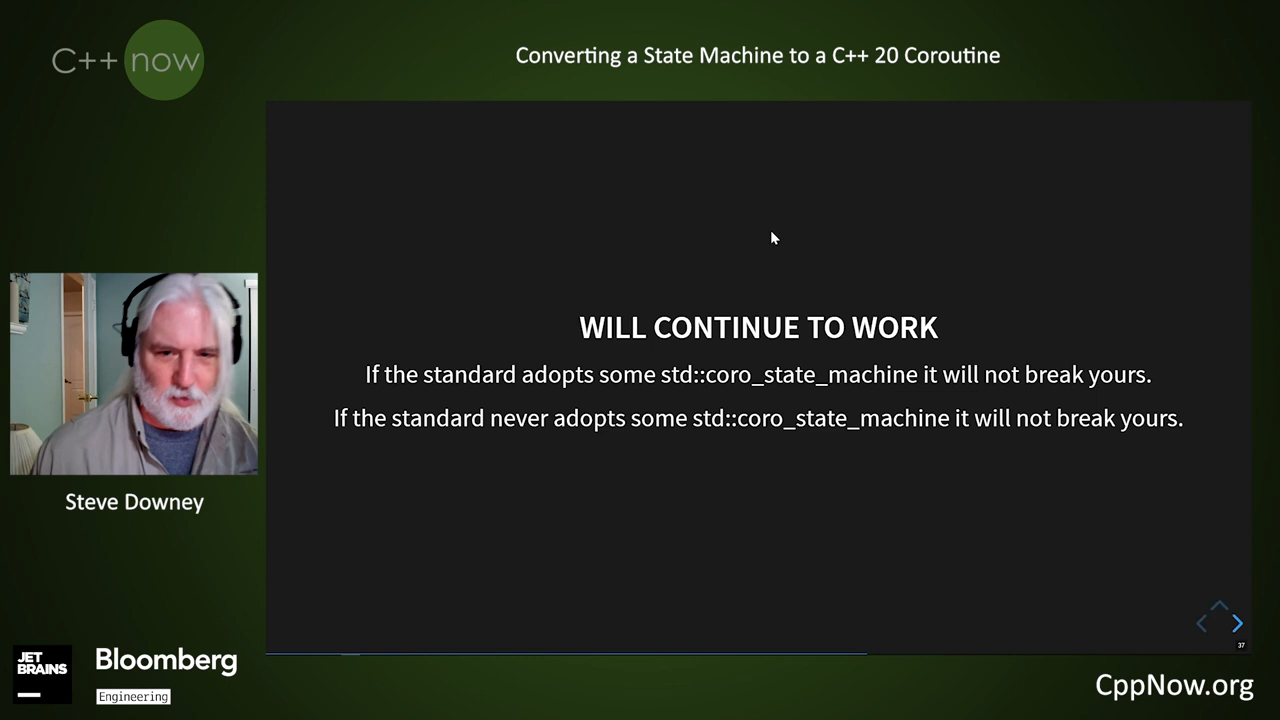 C++ now
Converting a State Machine to a C++ 20 Coroutine
WILL CONTINUE TO WORK
If the standard adopts some std::coro_state_machine it will not break yours.
If the standard never adopts some std::coro_state_machine it will not break yours.
Steve Downey
37
JET
BRAINS
Bloomberg
Engineering
CppNow.org